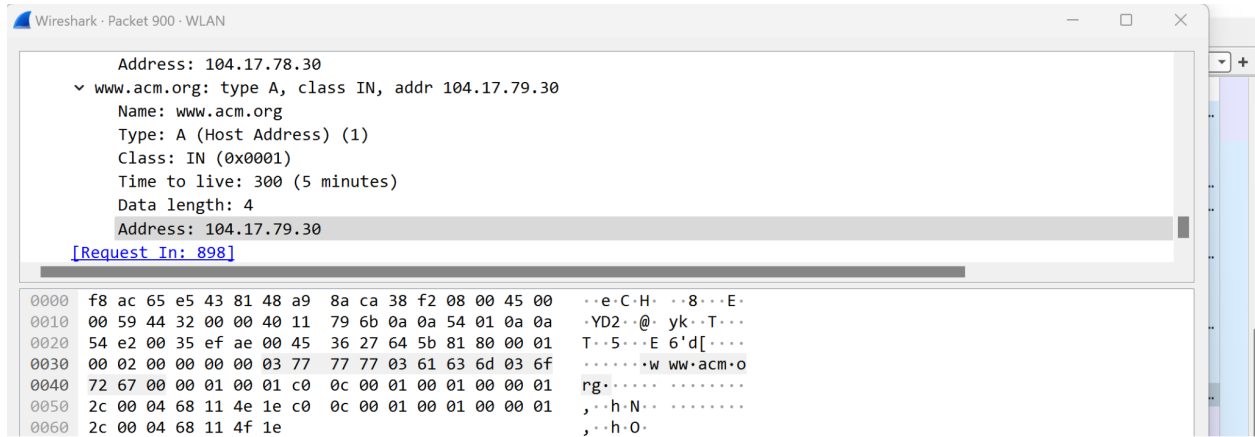 Wireshark · Packet 900 · WLAN
Address: 104.17.78.30
www.acm.org: type A, class IN, addr 104.17.79.30
Name: www.acm.org
Type: A (Host Address) (1)
Class: IN (0x0001)
Time to live: 300 (5 minutes)
Data length: 4
Address: 104.17.79.30
[Request In: 898]
0000 f8 ac 65 e5 43 81 48 a9 8a ca 38 f2 08 00 45 00 ··e·C·H· ··8···E·
0010 00 59 44 32 00 00 40 11 79 6b 0a 0a 54 01 0a 0a ·YD2··@· yk··T···
0020 54 e2 00 35 ef ae 00 45 36 27 64 5b 81 80 00 01 T··5···E 6'd[····
0030 00 02 00 00 00 00 03 77 77 77 03 61 63 6d 03 6f ·······w ww·acm·o
0040 72 67 00 00 01 00 01 c0 0c 00 01 00 01 00 00 01 rg······ ········
0050 2c 00 04 68 11 4e 1e c0 0c 00 01 00 01 00 00 01 ,··h·N·· ········
0060 2c 00 04 68 11 4f 1e ,··h·O·